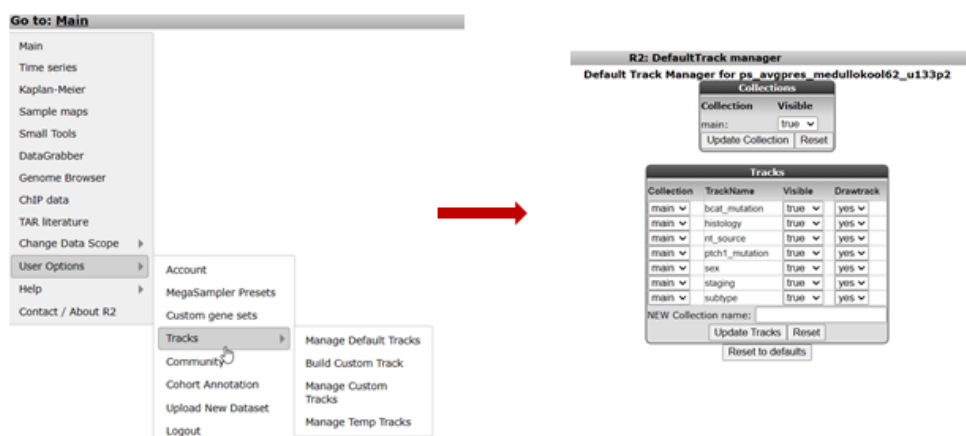 Go to: Main
Main
Time series
Kaplan-Meier
Sample maps
Small Tools
DataGrabber
Genome Browser
ChIP data
TAR literature
Change Data Scope
User Options
Help
Contact / About R2
Account
MegaSampler Presets
Custom gene sets
Tracks
Community
Cohort Annotation
Upload New Dataset
Logout
Manage Default Tracks
Build Custom Track
Manage Custom
Tracks
Manage Temp Tracks
R2: DefaultTrack manager
Default Track Manager for ps_avgpres_medullokool62_u133p2
Collections
Collection Visible
main: true
Update Collection Reset
Tracks
Collection TrackName Visible Drawtrack
main bcat_mutation true yes
main histology true yes
main nt_source true yes
main ptch1_mutation true yes
main sex true yes
main staging true yes
main subtype true yes
NEW Collection name:
Update Tracks Reset
Reset to defaults